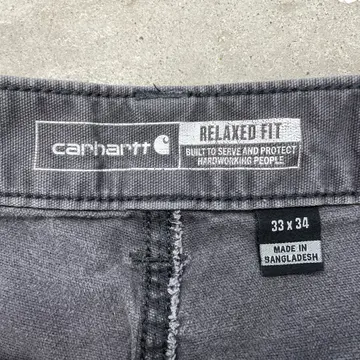 carhartt
RELAXED FIT
BUILT TO SERVE AND PROTECT
HARDWORKING PEOPLE
33 x 34
MADE IN
BANGLADESH